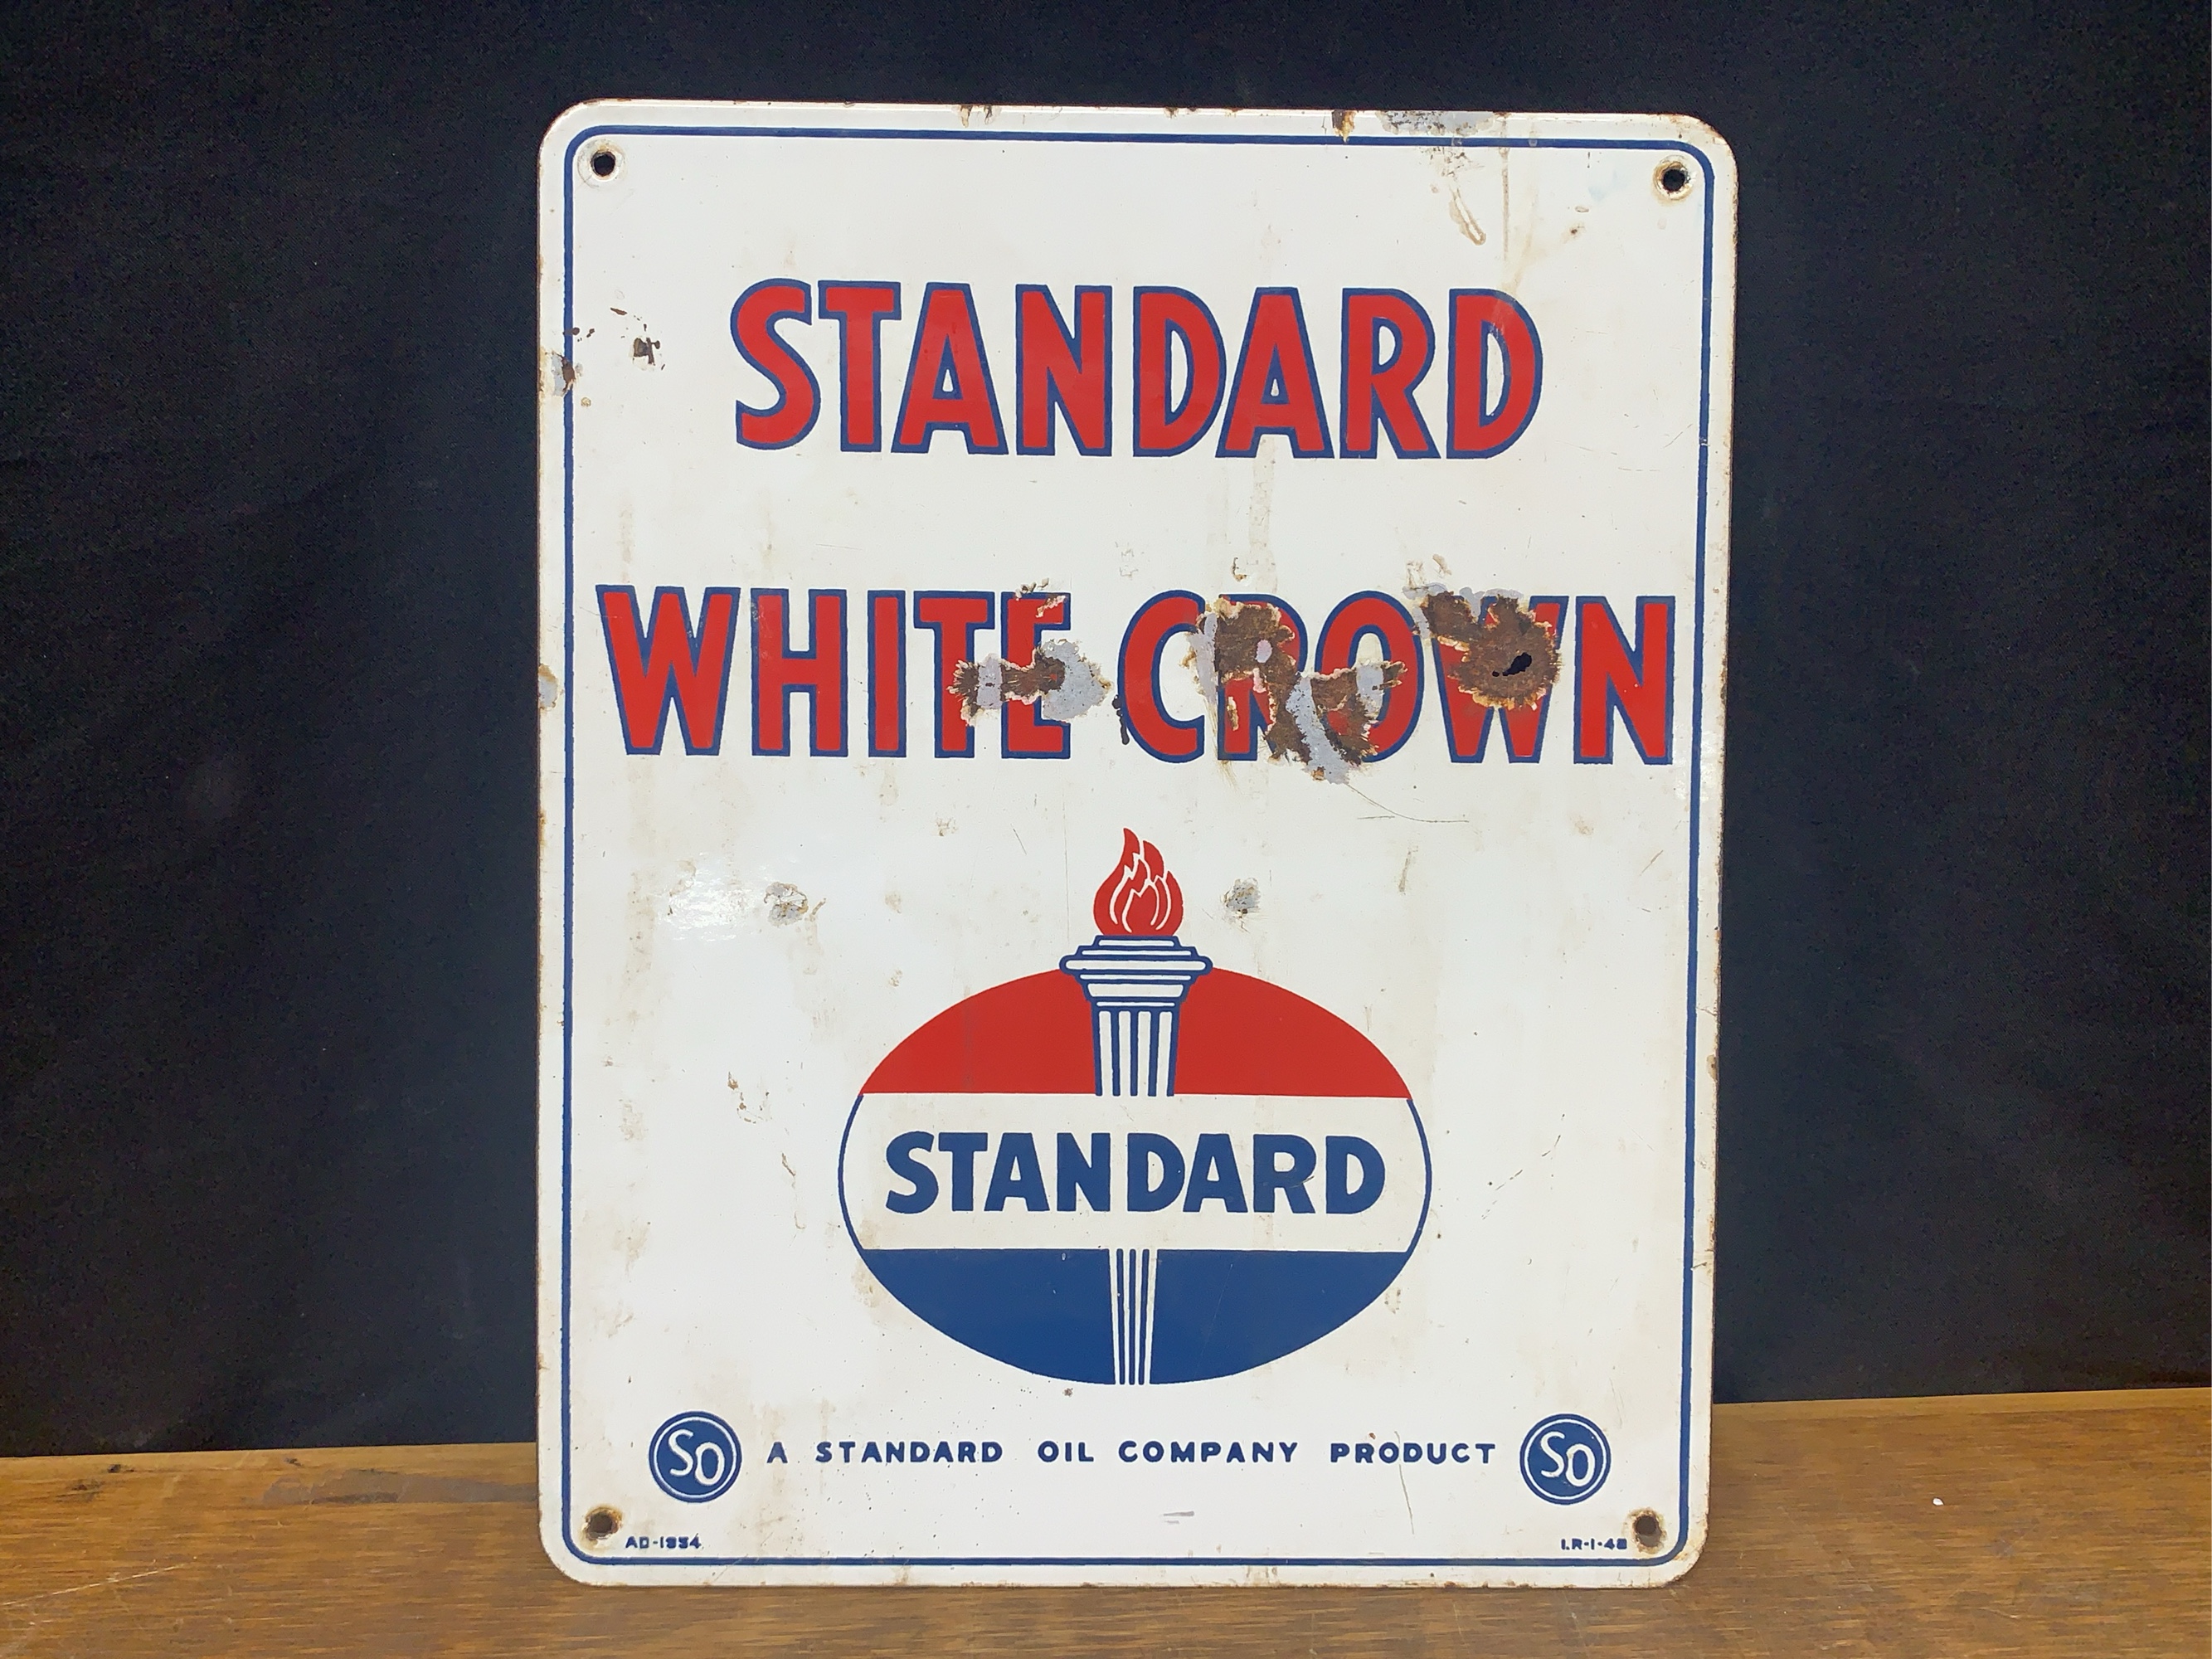 STANDARD
WHITE CROWN
STANDARD
SO A STANDARD OIL COMPANY PRODUCT SO
AD-1934 I.R-1-48